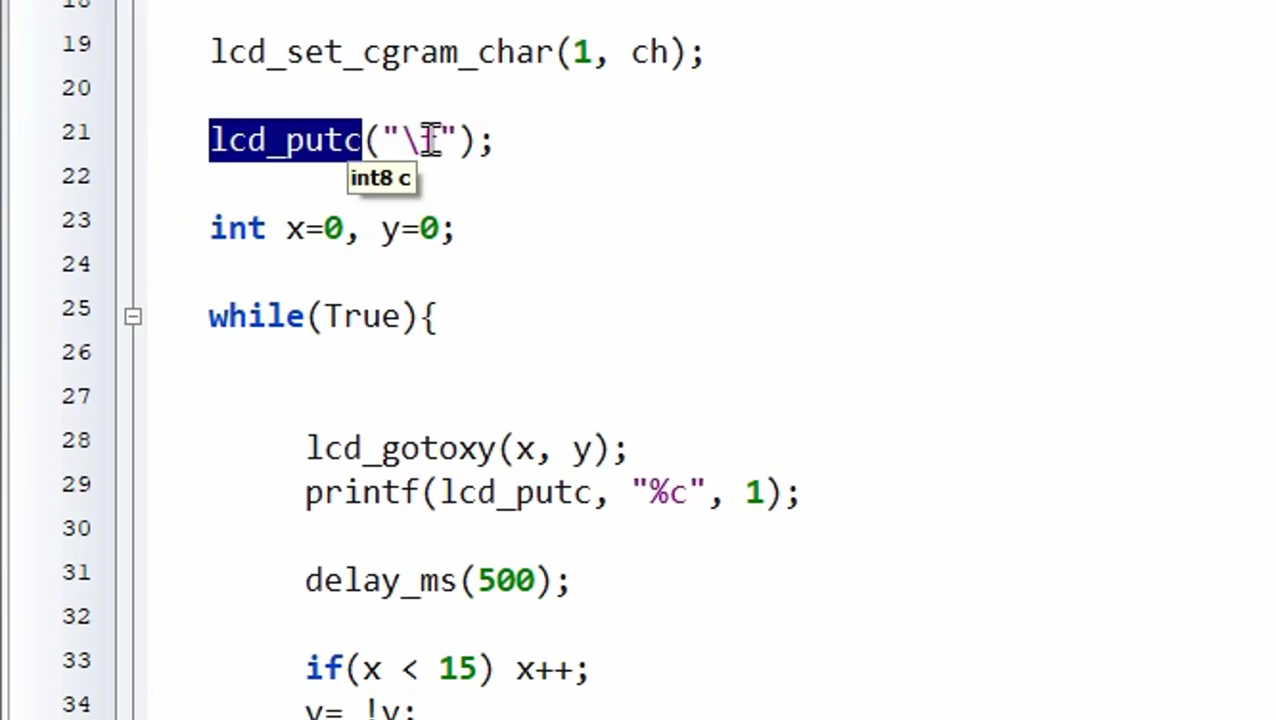 18
19 lcd_set_cgram_char(1, ch);
20
21 lcd_putc("\f");
int8 c
22
23 int x=0, y=0;
24
25 while(True){
26
27
28 lcd_gotoxy(x, y);
29 printf(lcd_putc, "%c", 1);
30
31 delay_ms(500);
32
33 if(x < 15) x++;
34 y= !y;